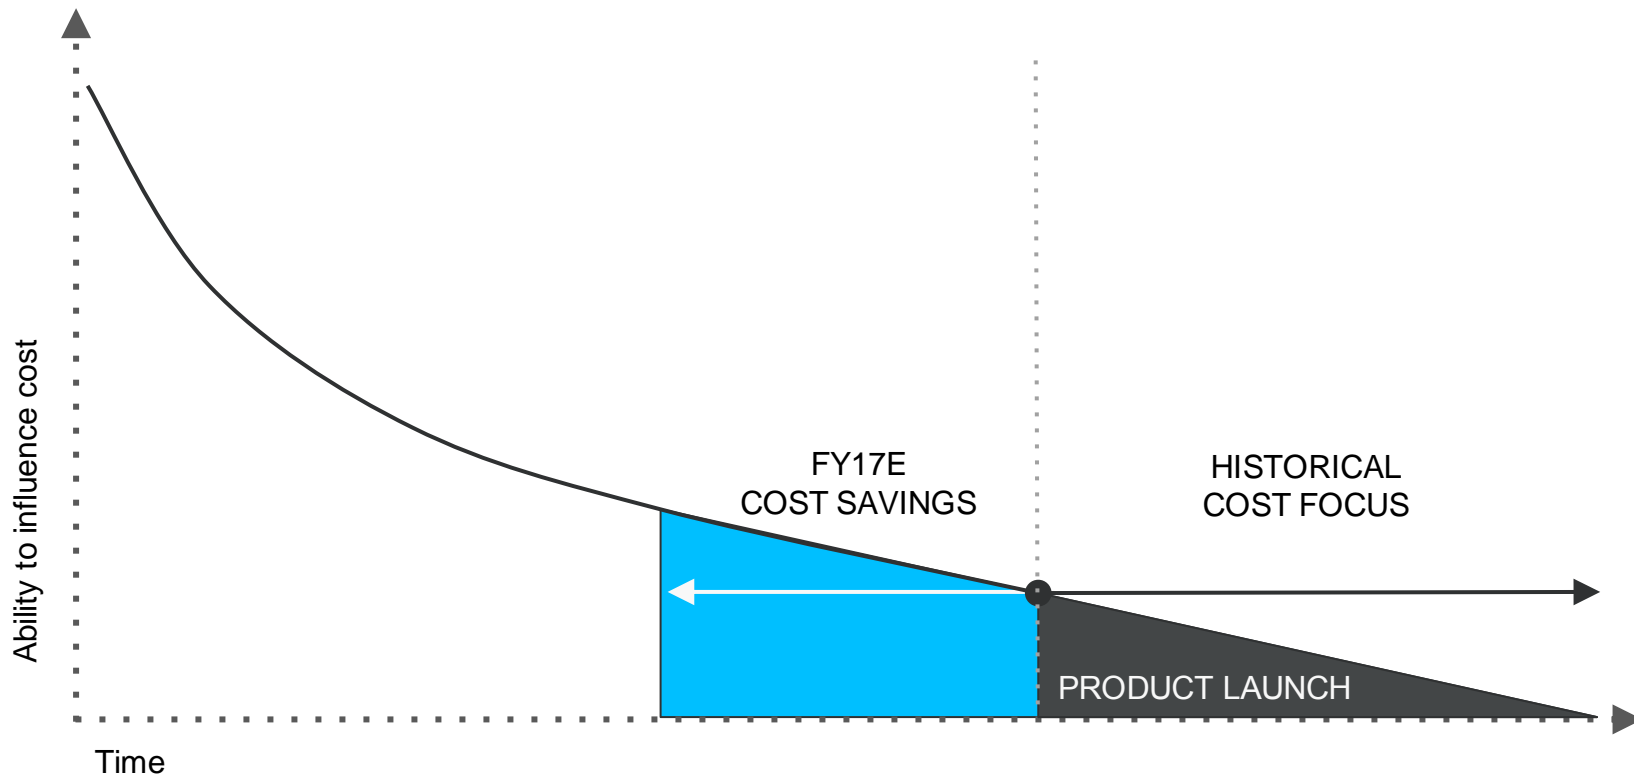 Ability to influence cost
FY17E
COST SAVINGS
HISTORICAL
COST FOCUS
PRODUCT LAUNCH
Time